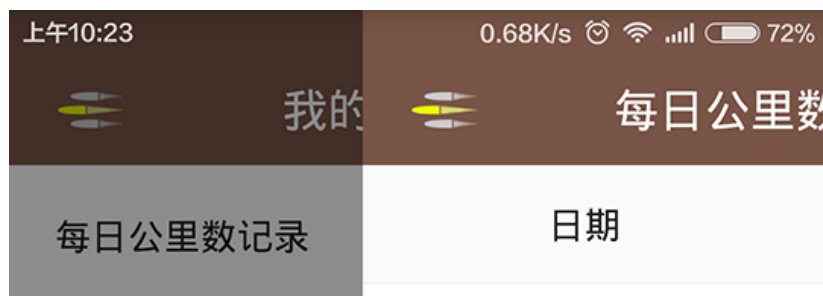 上午10:23
0.68K/s 72%
我的
每日公里数
每日公里数记录
日期